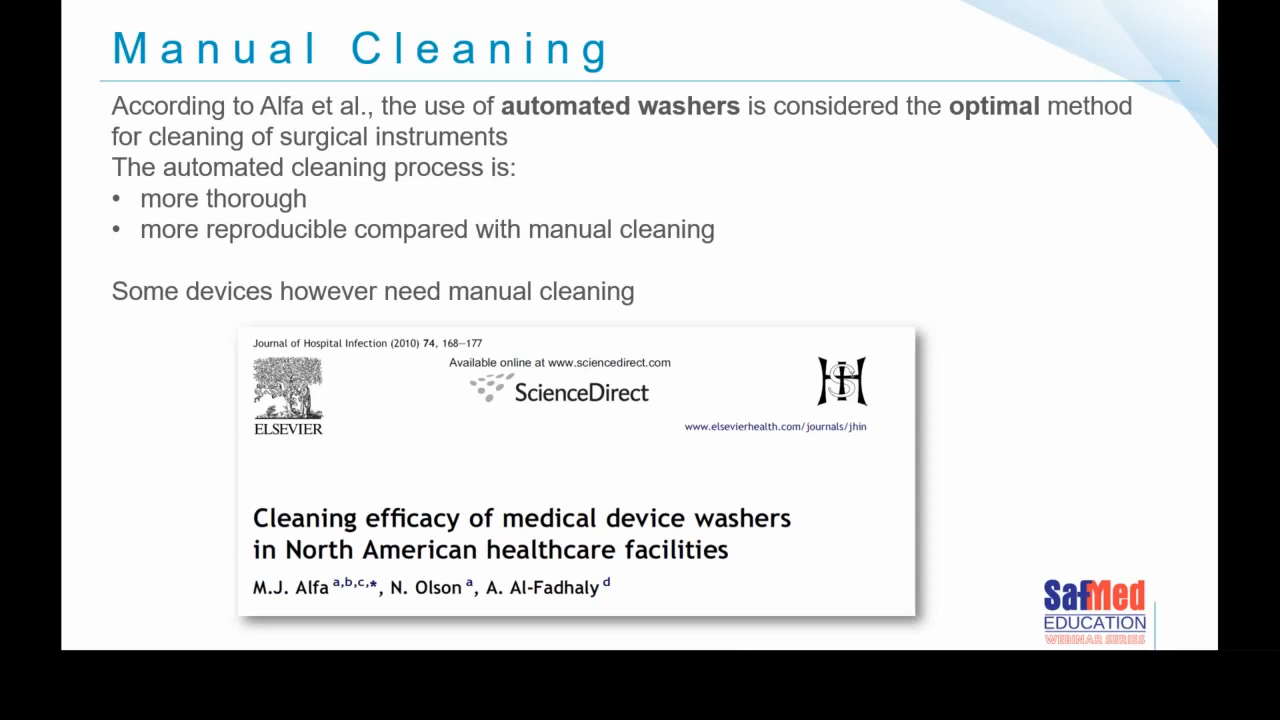 Manual Cleaning
According to Alfa et al., the use of automated washers is considered the optimal method
for cleaning of surgical instruments
The automated cleaning process is:
• more thorough
• more reproducible compared with manual cleaning
Some devices however need manual cleaning
Journal of Hospital Infection (2010) 74, 168–177
Available online at www.sciencedirect.com
ScienceDirect
ELSEVIER
www.elsevierhealth.com/journals/jhin
Cleaning efficacy of medical device washers
in North American healthcare facilities
M.J. Alfa a,b,c,*, N. Olson a, A. Al-Fadhaly d
SafMed
EDUCATION
WEBINAR SERIES